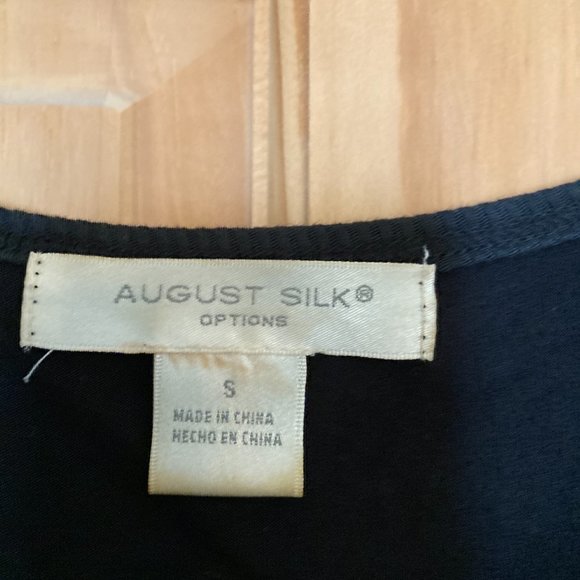 AUGUST SILK®
OPTIONS
S
MADE IN CHINA
HECHO EN CHINA